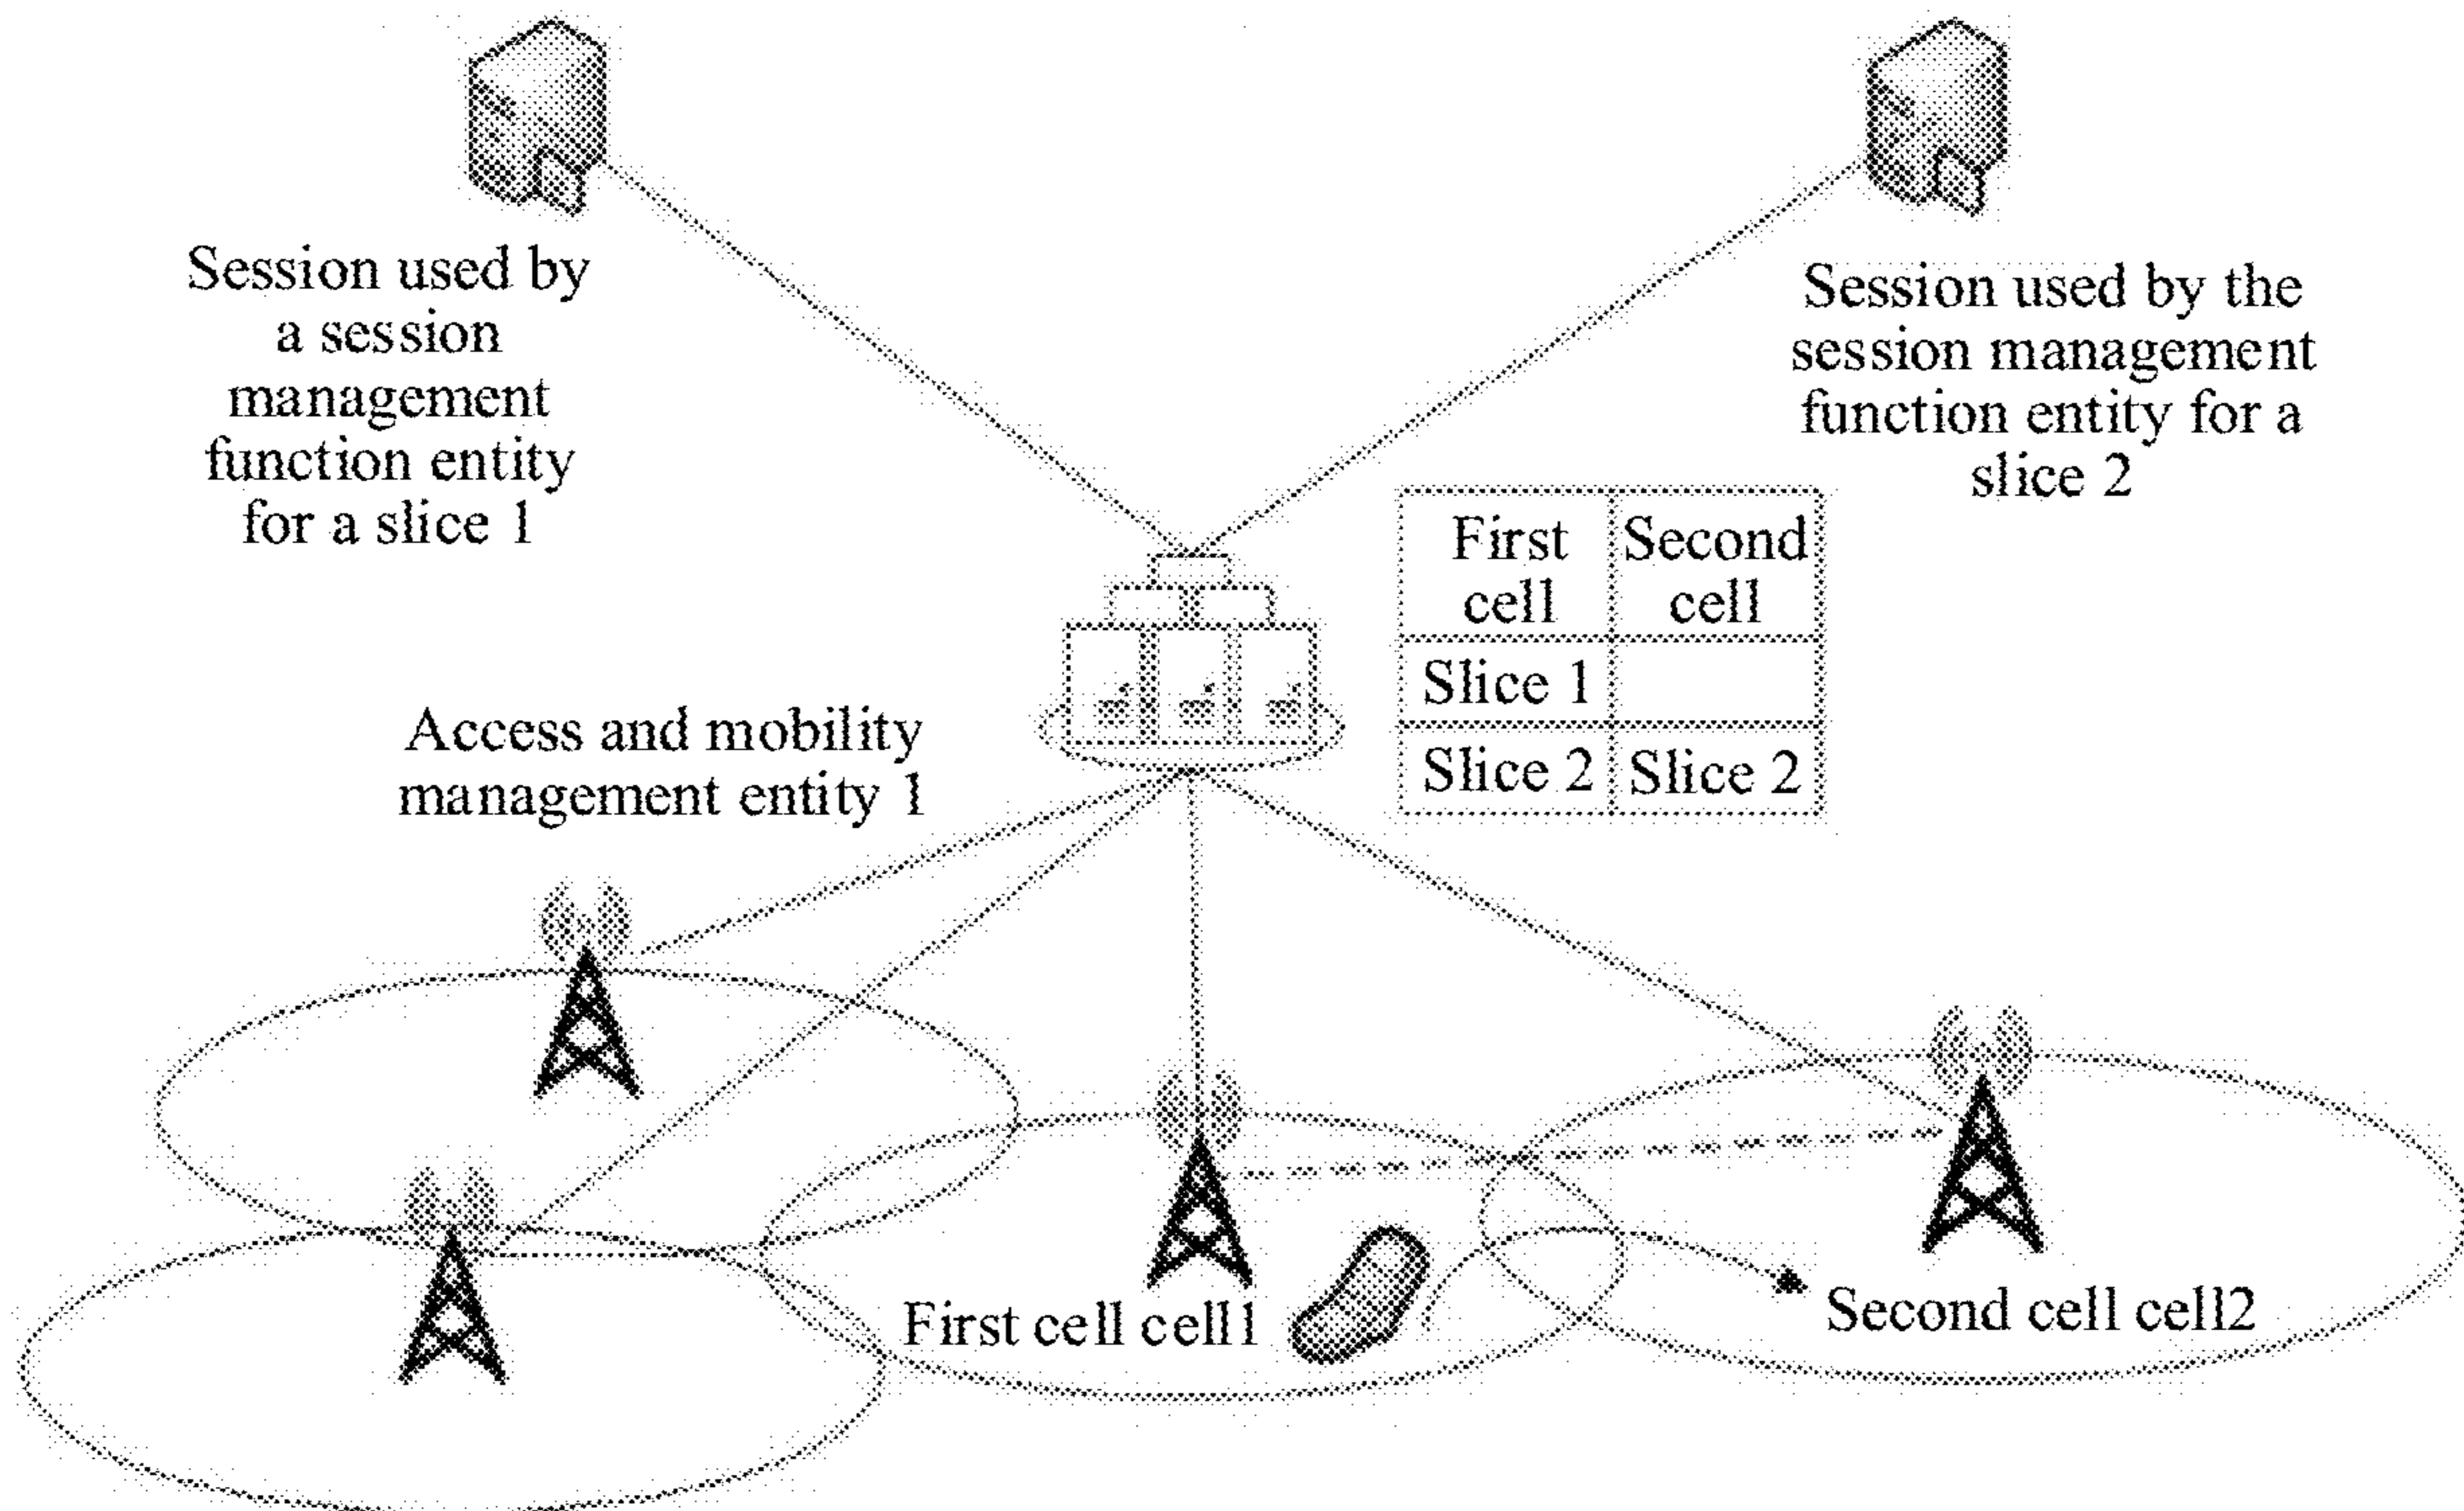 Session used by
a session
management
function entity
for a slice 1
Session used by the
session management
function entity for a
slice 2
First cell
Second cell
Slice 1
Slice 2
Slice 2
Access and mobility
management entity 1
First cell cell1
Second cell cell2